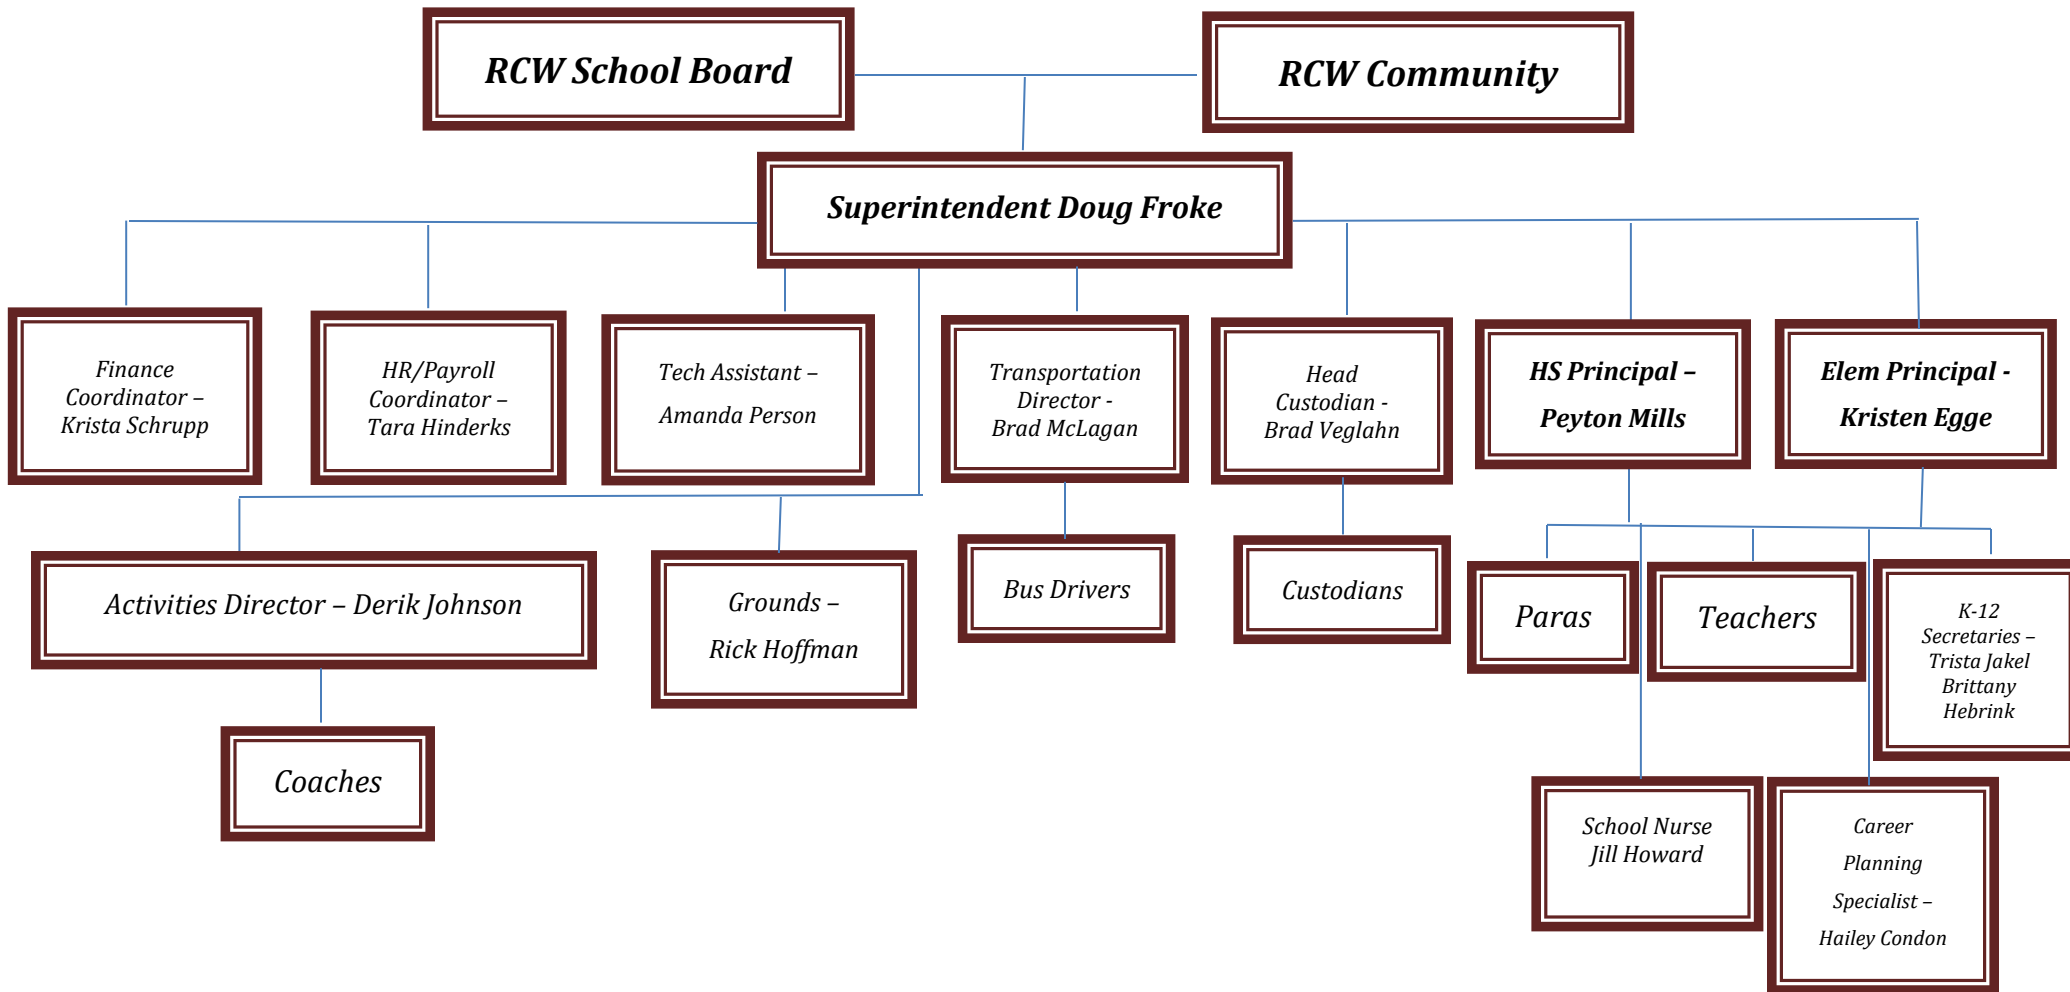 RCW School Board
RCW Community
Superintendent Doug Froke
Finance
Coordinator –
Krista Schrupp
HR/Payroll
Coordinator –
Tara Hinderks
Tech Assistant –
Amanda Person
Transportation
Director -
Brad McLagan
Head
Custodian -
Brad Veglahn
HS Principal –
Peyton Mills
Elem Principal -
Kristen Egge
Activities Director – Derik Johnson
Grounds –
Rick Hoffman
Bus Drivers
Custodians
Paras
Teachers
K-12
Secretaries –
Trista Jakel
Brittany
Hebrink
Coaches
School Nurse
Jill Howard
Career
Planning
Specialist –
Hailey Condon